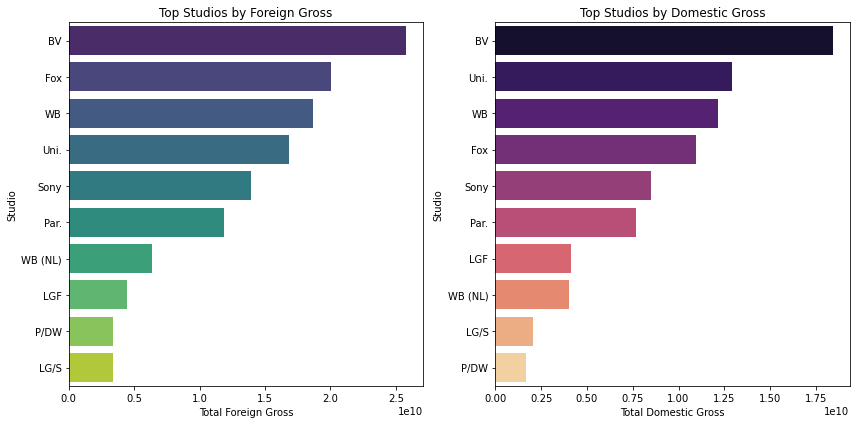 Top Studios by Foreign Gross
BV
Fox
WB
Uni.
Sony
Par.
WB (NL)
LGF
P/DW
LG/S
Studio
0.0 0.5 1.0 1.5 2.0 2.5
1e10
Total Foreign Gross
Top Studios by Domestic Gross
BV
Uni.
WB
Fox
Sony
Par.
LGF
WB (NL)
LG/S
P/DW
Studio
0.00 0.25 0.50 0.75 1.00 1.25 1.50 1.75
1e10
Total Domestic Gross